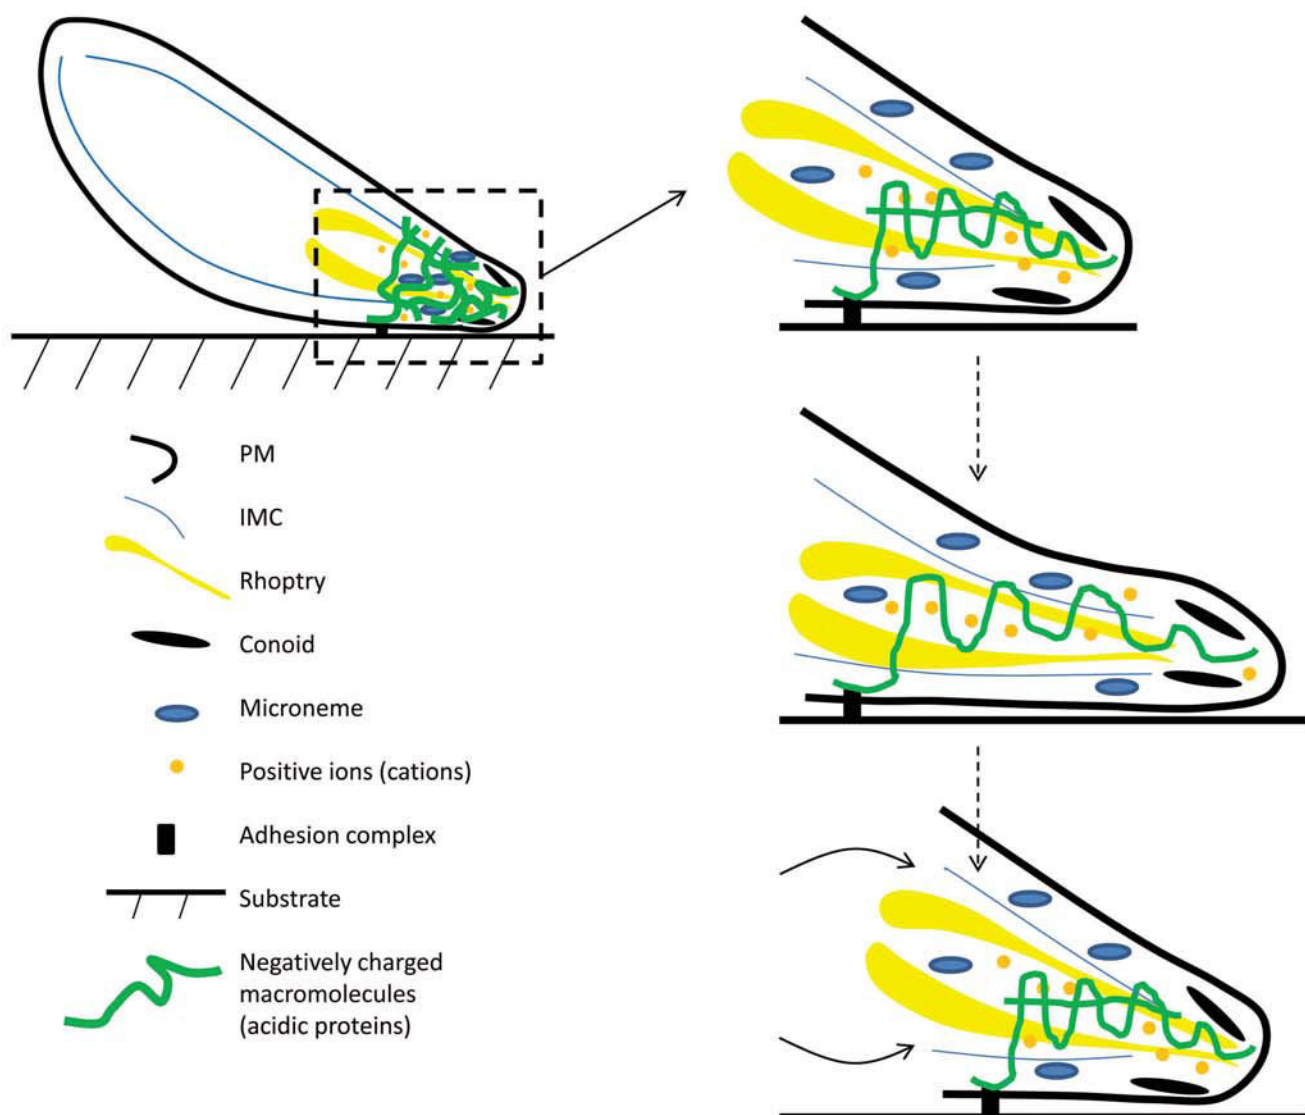 PM
IMC
Rhoptry
Conoid
Microneme
Positive ions (cations)
Adhesion complex
Substrate
Negatively charged
macromolecules
(acidic proteins)